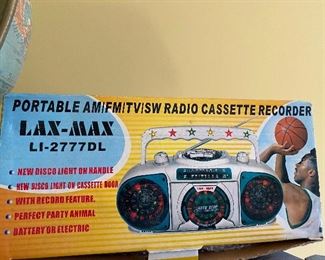 PORTABLE AM/FM/TV/SW RADIO CASSETTE RECORDER
LAX-MAX
LI-2777DL
• NEW DISCO LIGHT ON HANDLE
• NEW DISCO LIGHT ON CASSETTE DOOR
• WITH RECORD FEATURE.
• PERFECT PARTY ANIMAL
• BATTERY OR ELECTRIC